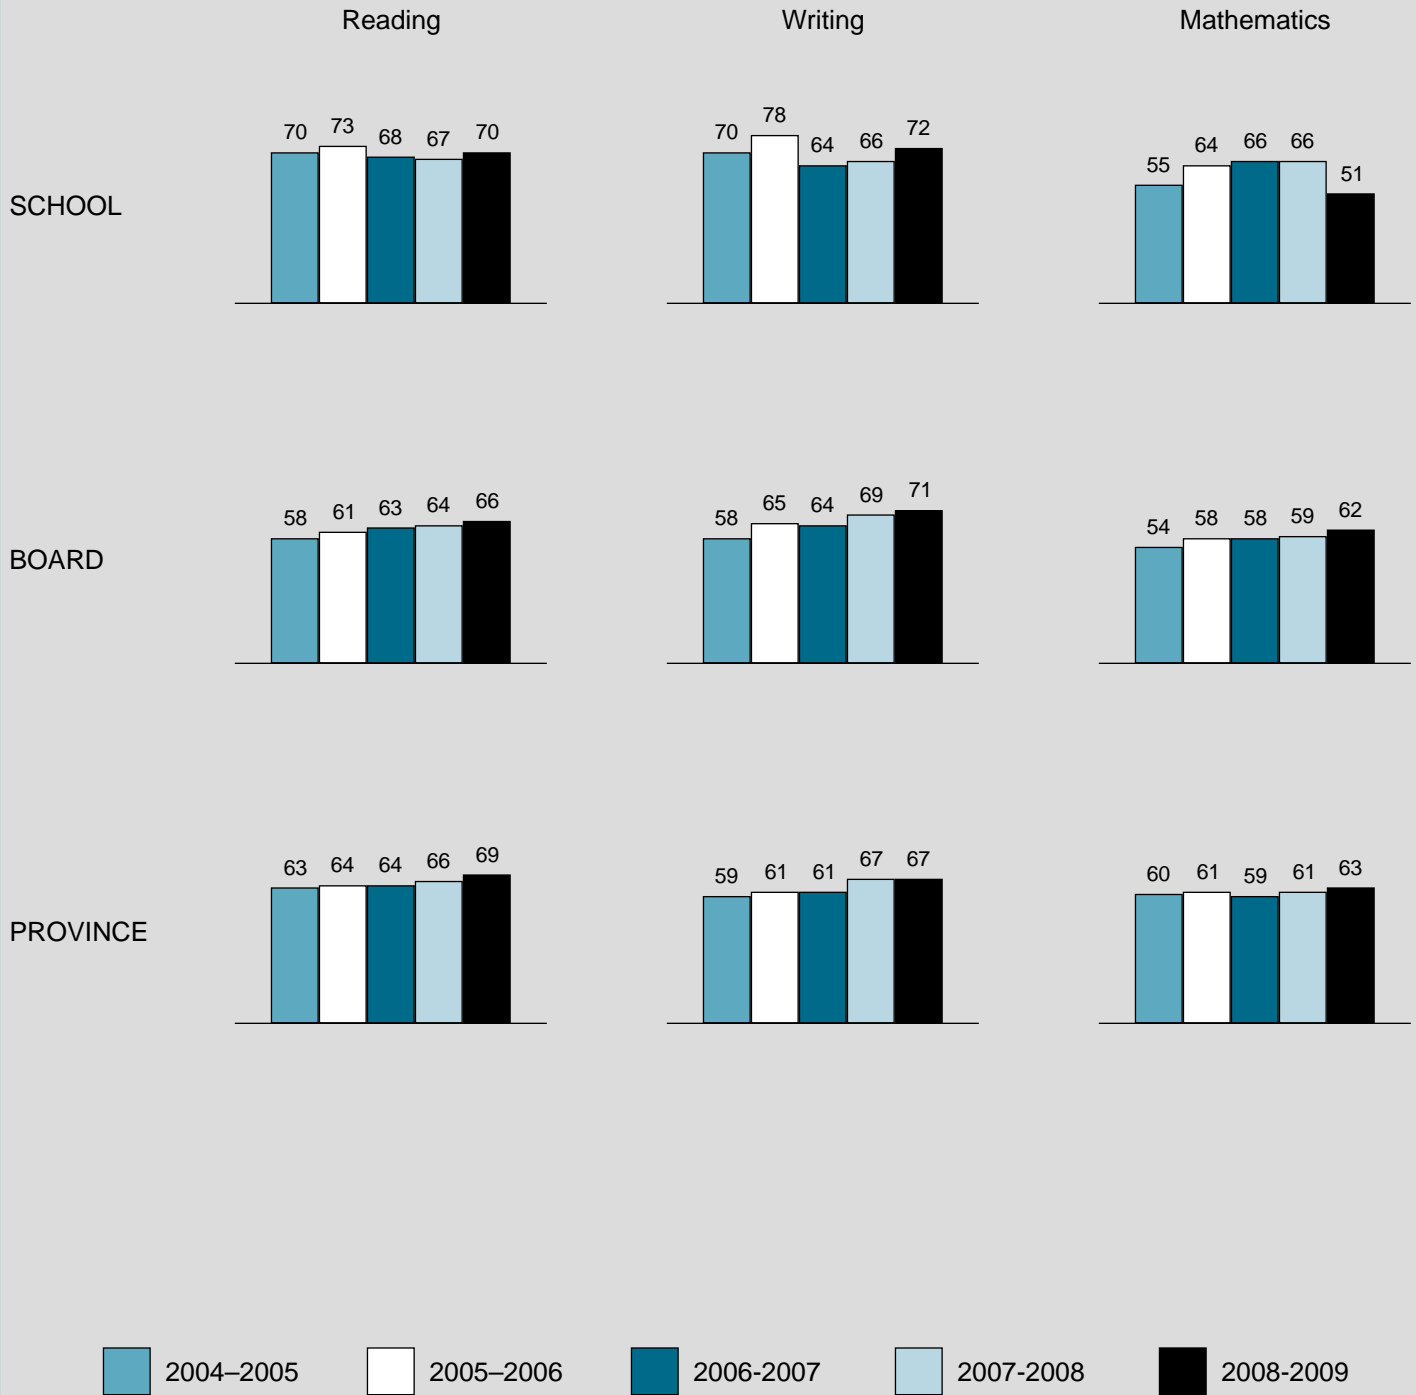 Reading Writing Mathematics
70 73 68 67 70 70 78 64 66 72 55 64 66 66 51
SCHOOL
58 61 63 64 66 58 65 64 69 71 54 58 58 59 62
BOARD
63 64 64 66 69 59 61 61 67 67 60 61 59 61 63
PROVINCE
2004–2005 2005–2006 2006-2007 2007-2008 2008-2009